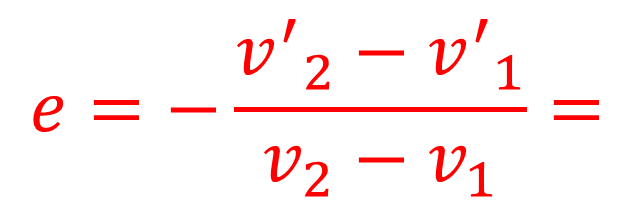 e = − (v′₂ − v′₁) / (v₂ − v₁) =